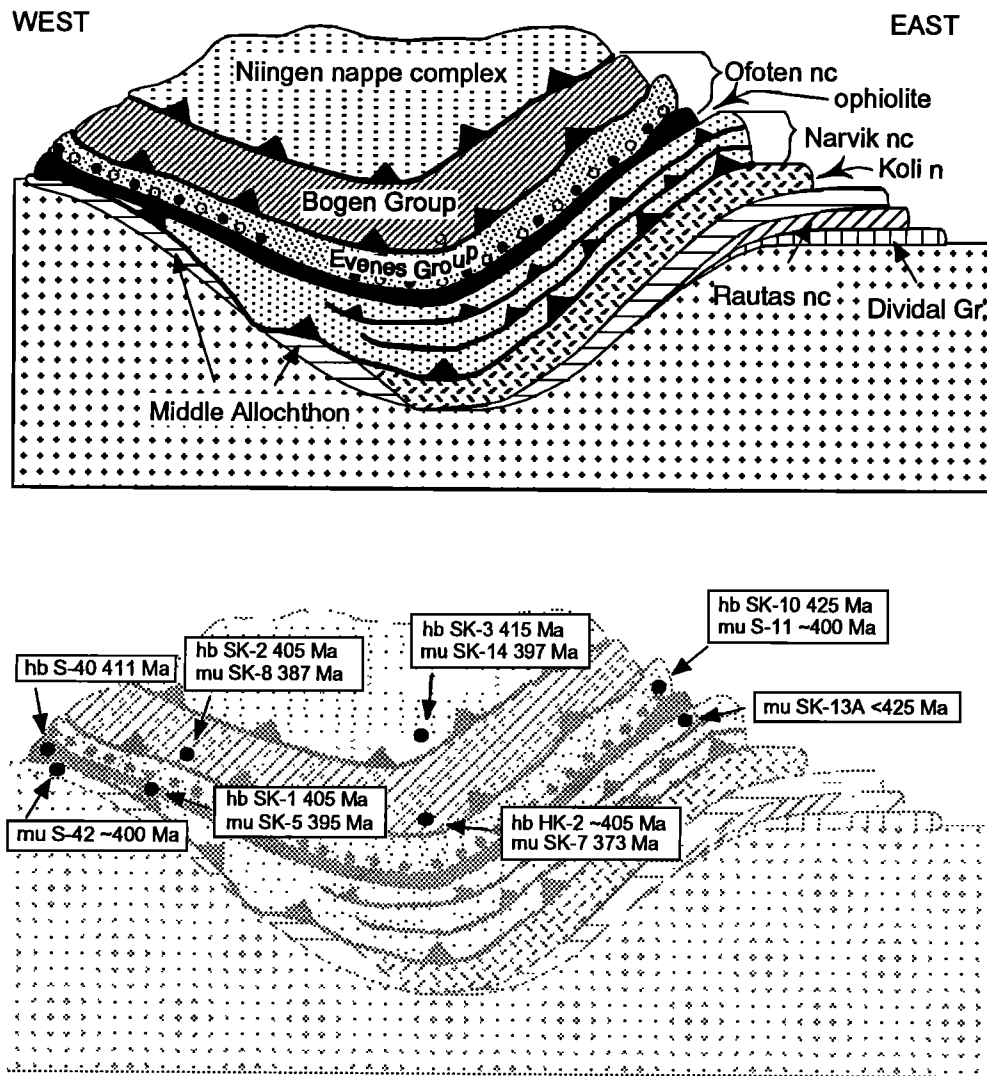 WEST
EAST
Niingen nappe complex
Ofoten nc
ophiolite
Narvik nc
Koli n
Bogen Group
Evenes Group
Rautas nc
Dividal Gr.
Middle Allochthon
hb SK-10 425 Ma
mu S-11 ~400 Ma
hb SK-3 415 Ma
mu SK-14 397 Ma
hb SK-2 405 Ma
mu SK-8 387 Ma
hb S-40 411 Ma
mu SK-13A <425 Ma
hb SK-1 405 Ma
mu SK-5 395 Ma
hb HK-2 ~405 Ma
mu SK-7 373 Ma
mu S-42 ~400 Ma